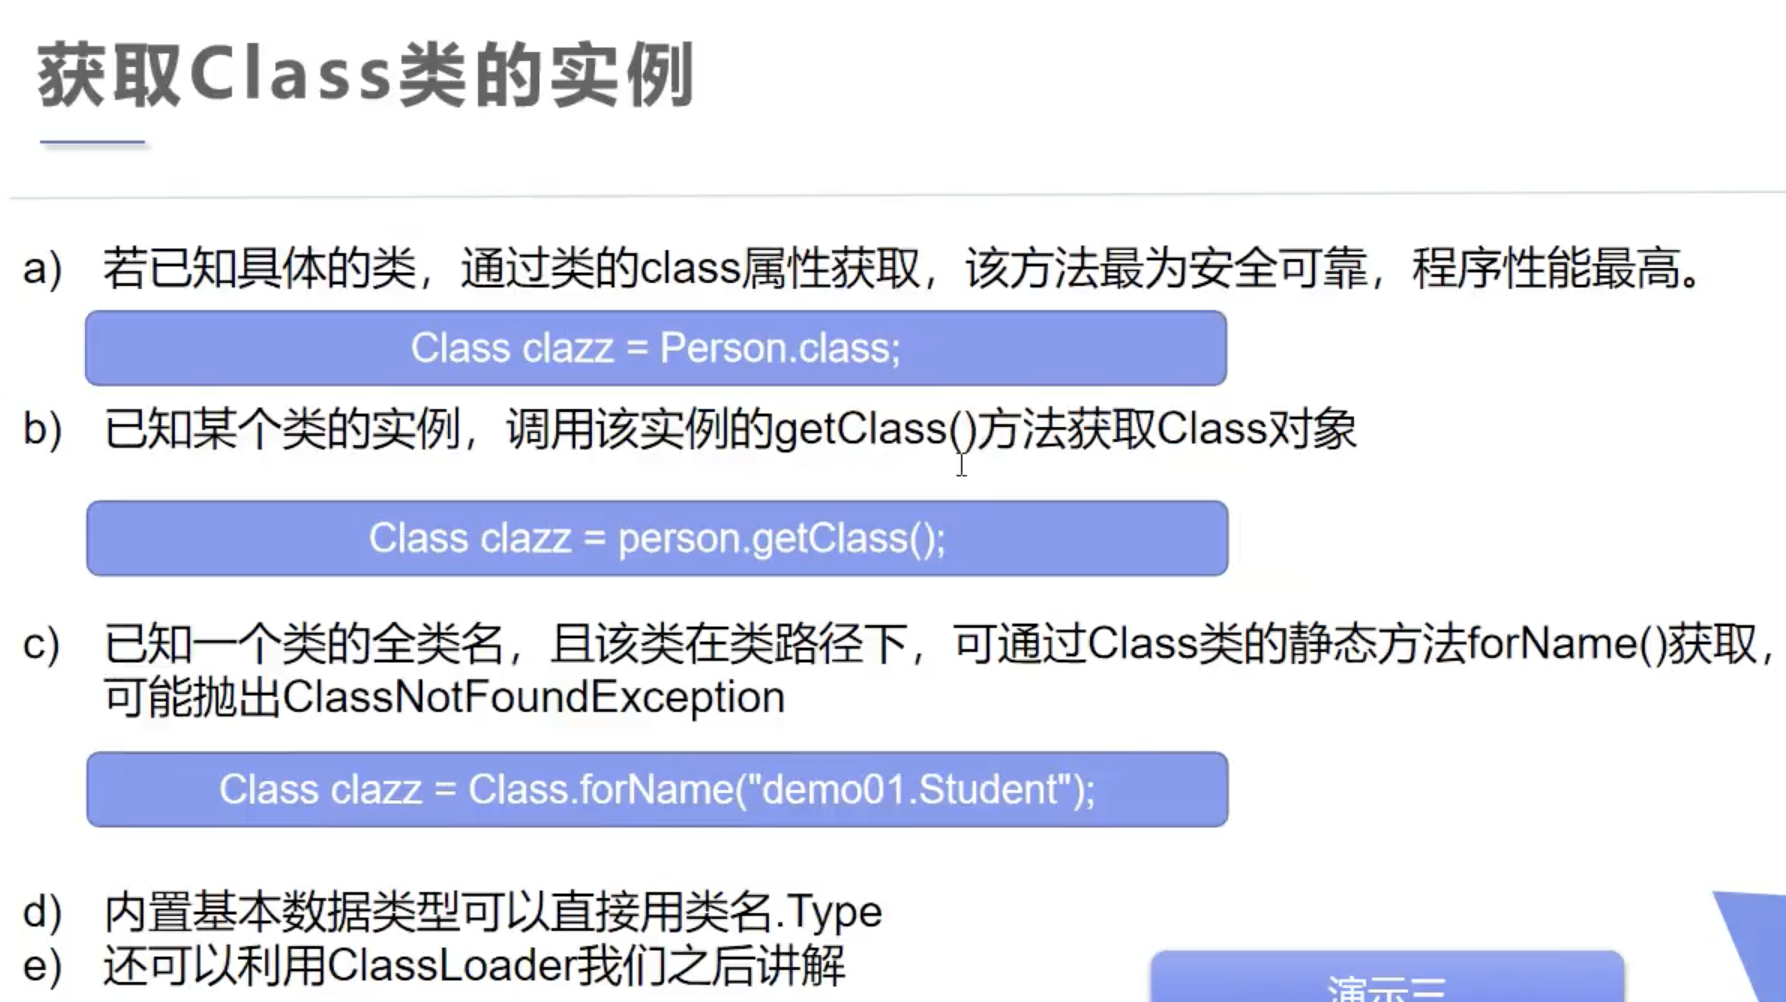 获取Class类的实例
a) 若已知具体的类，通过类的class属性获取，该方法最为安全可靠，程序性能最高。
Class clazz = Person.class;
b) 已知某个类的实例，调用该实例的getClass()方法获取Class对象
Class clazz = person.getClass();
c) 已知一个类的全类名，且该类在类路径下，可通过Class类的静态方法forName()获取，
可能抛出ClassNotFoundException
Class clazz = Class.forName("demo01.Student");
d) 内置基本数据类型可以直接用类名.Type
e) 还可以利用ClassLoader我们之后讲解
演示三